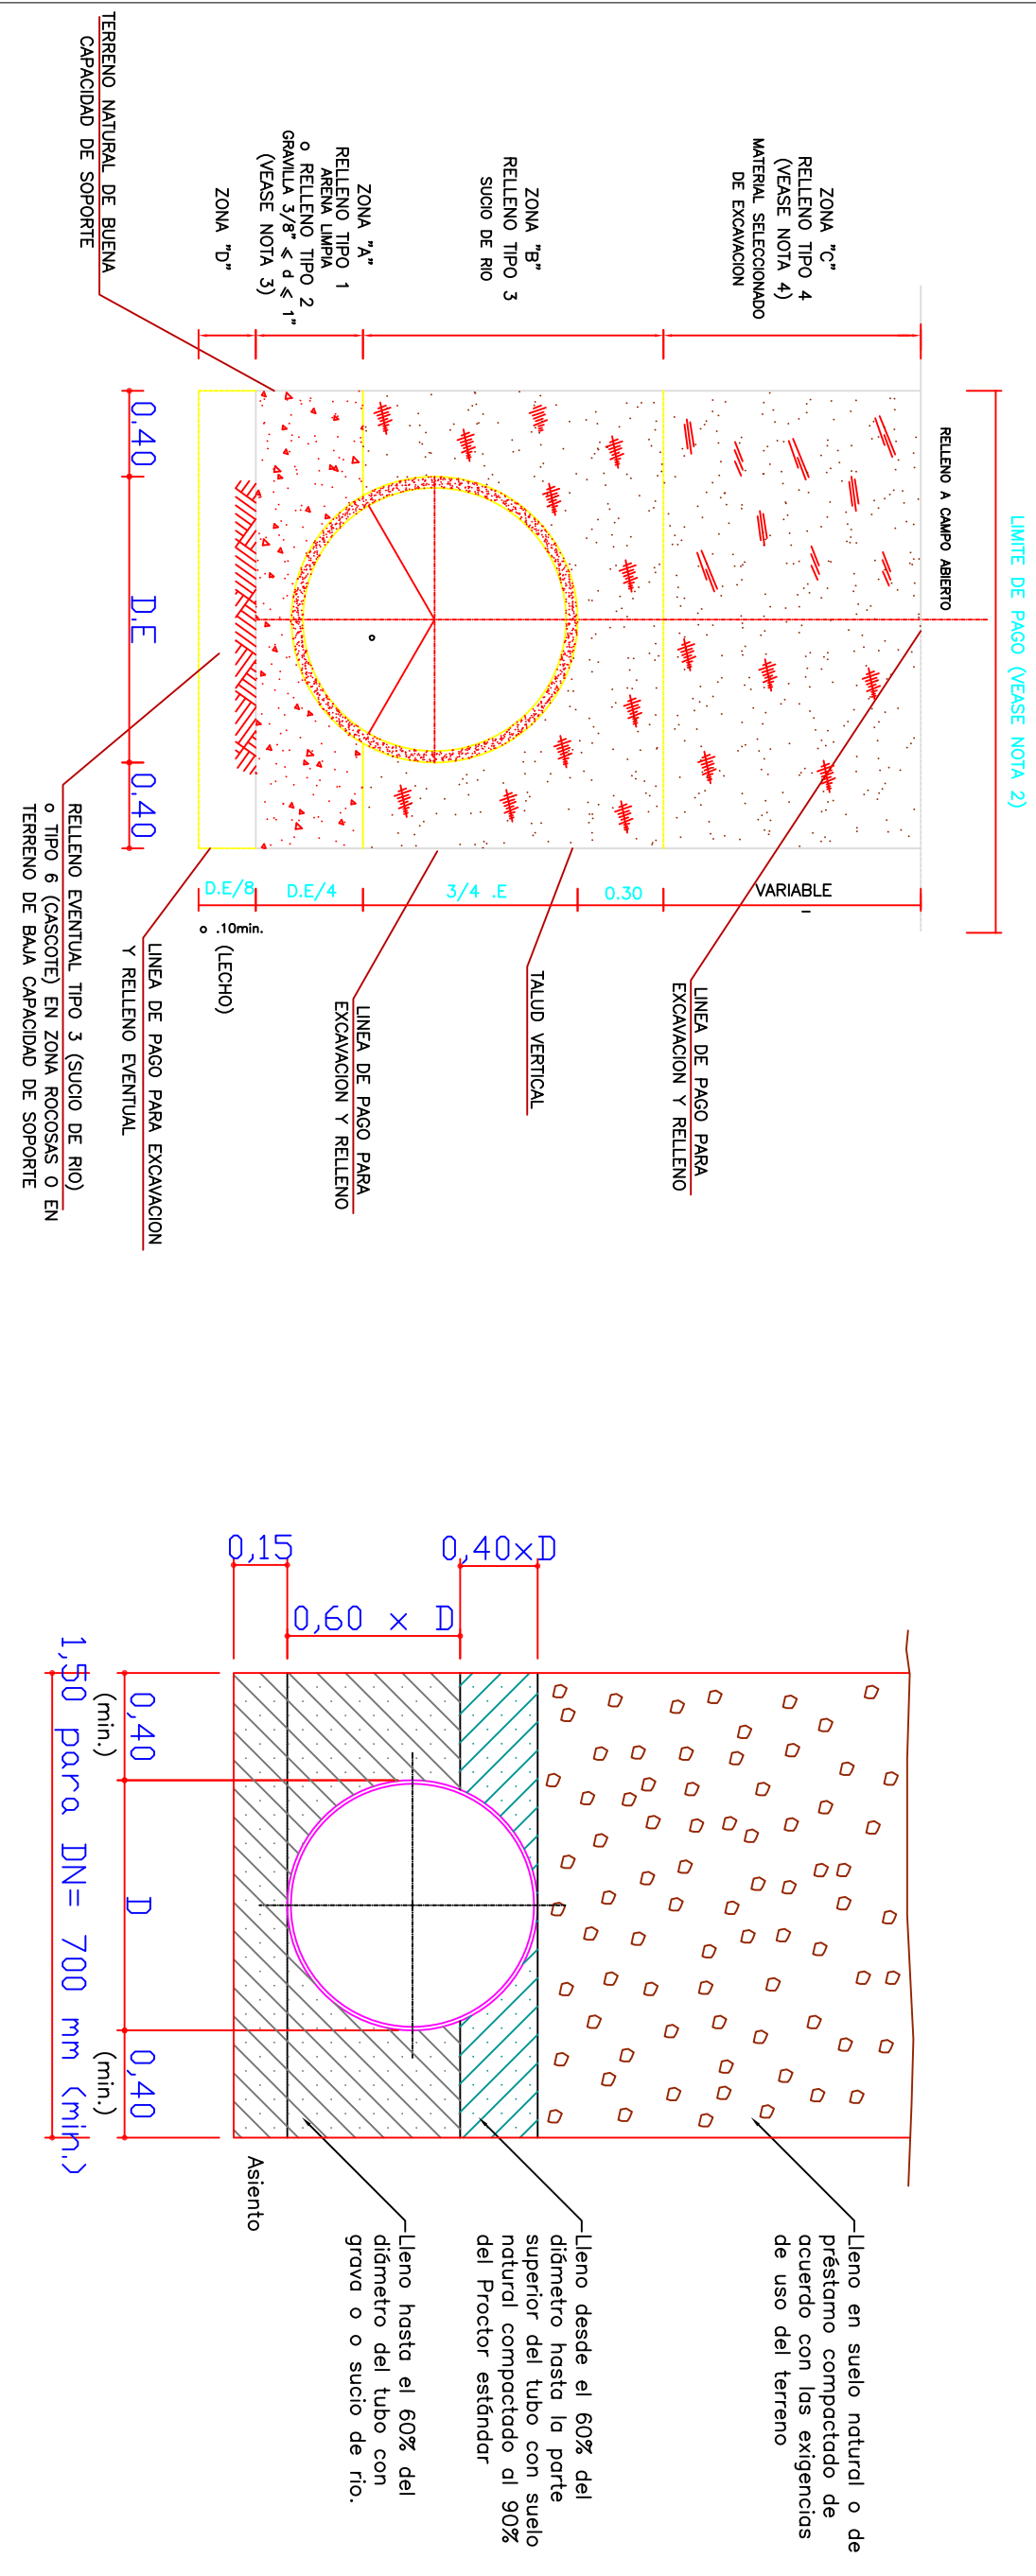 LIMITE DE PAGO (VEASE NOTA 2)
RELLENO A CAMPO ABIERTO
ZONA "C"
RELLENO TIPO 4
(VEASE NOTA 4)
MATERIAL SELECCIONADO
DE EXCAVACION
ZONA "B"
RELLENO TIPO 3
SUCIO DE RIO
ZONA "A"
RELLENO TIPO 1
ARENA LIMPIA
o RELLENO TIPO 2
GRAVILLA 3/8" ≤ d ≤ 1"
(VEASE NOTA 3)
ZONA "D"
TERRENO NATURAL DE BUENA
CAPACIDAD DE SOPORTE
VARIABLE
0.30
3/4 .E
D.E/4
D.E/8
o .10min.
(LECHO)
0,40
D.E
0,40
LINEA DE PAGO PARA
EXCAVACION Y RELLENO
TALUD VERTICAL
LINEA DE PAGO PARA
EXCAVACION Y RELLENO
LINEA DE PAGO PARA EXCAVACION
Y RELLENO EVENTUAL
RELLENO EVENTUAL TIPO 3 (SUCIO DE RIO)
o TIPO 6 (CASCOTE) EN ZONA ROCOSAS O EN
TERRENO DE BAJA CAPACIDAD DE SOPORTE
0,40xD
0,60 x D
0,15
0,40
(min.)
D
0,40
(min.)
1,50 para DN= 700 mm (min.)
Lleno en suelo natural o de
préstamo compactado de
acuerdo con las exigencias
de uso del terreno
Lleno desde el 60% del
diámetro hasta la parte
superior del tubo con suelo
natural compactado al 90%
del Proctor estándar
Lleno hasta el 60% del
diámetro del tubo con
grava o o sucio de rio.
Asiento